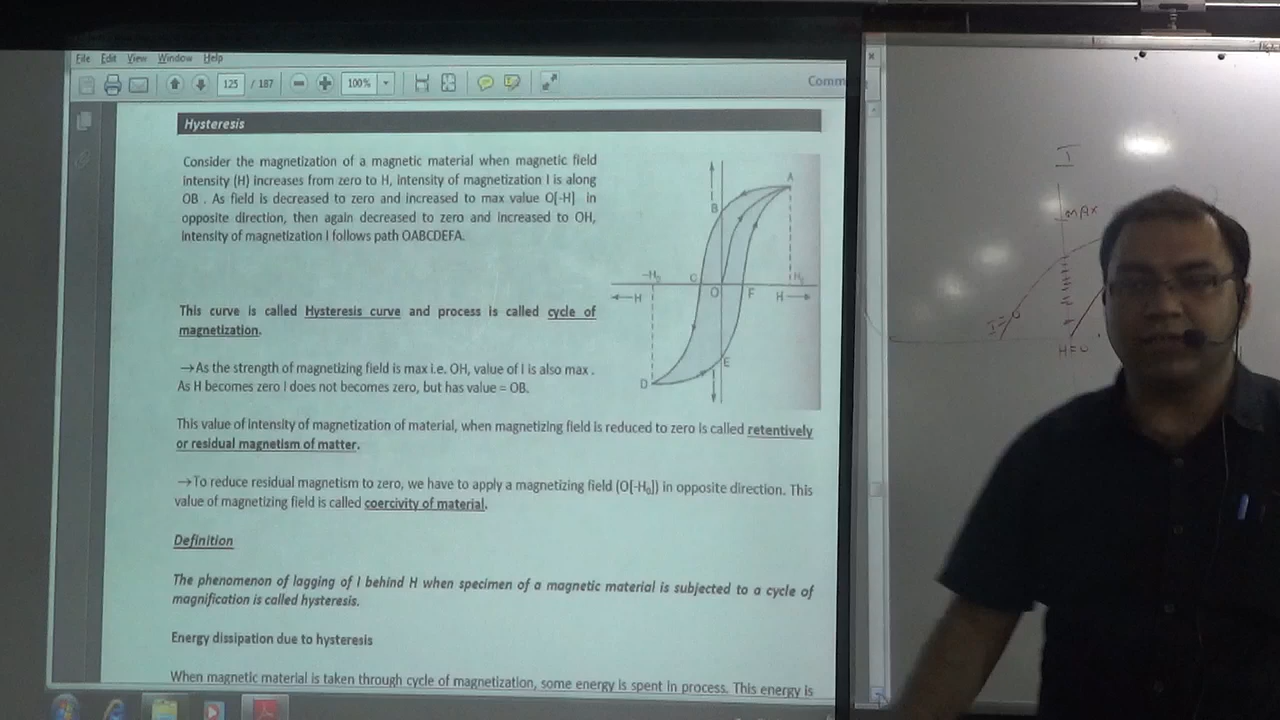 File Edit View Window Help
125 / 187 100% Comm
Hysteresis
Consider the magnetization of a magnetic material when magnetic field
intensity (H) increases from zero to H, intensity of magnetization I is along
OB . As field is decreased to zero and increased to max value O[-H] in
opposite direction, then again decreased to zero and increased to OH,
intensity of magnetization I follows path OABCDEFA.
A
B
-H₀ C O F H₀
H H
E
D
This curve is called Hysteresis curve and process is called cycle of
magnetization.
→As the strength of magnetizing field is max i.e. OH, value of I is also max .
As H becomes zero I does not becomes zero, but has value = OB.
This value of intensity of magnetization of material, when magnetizing field is reduced to zero is called retentively
or residual magnetism of matter.
→To reduce residual magnetism to zero, we have to apply a magnetizing field (O[-H₀]) in opposite direction. This
value of magnetizing field is called coercivity of material.
Definition
The phenomenon of lagging of I behind H when specimen of a magnetic material is subjected to a cycle of
magnification is called hysteresis.
Energy dissipation due to hysteresis
When magnetic material is taken through cycle of magnetization, some energy is spent in process. This energy is
I
max
H=0